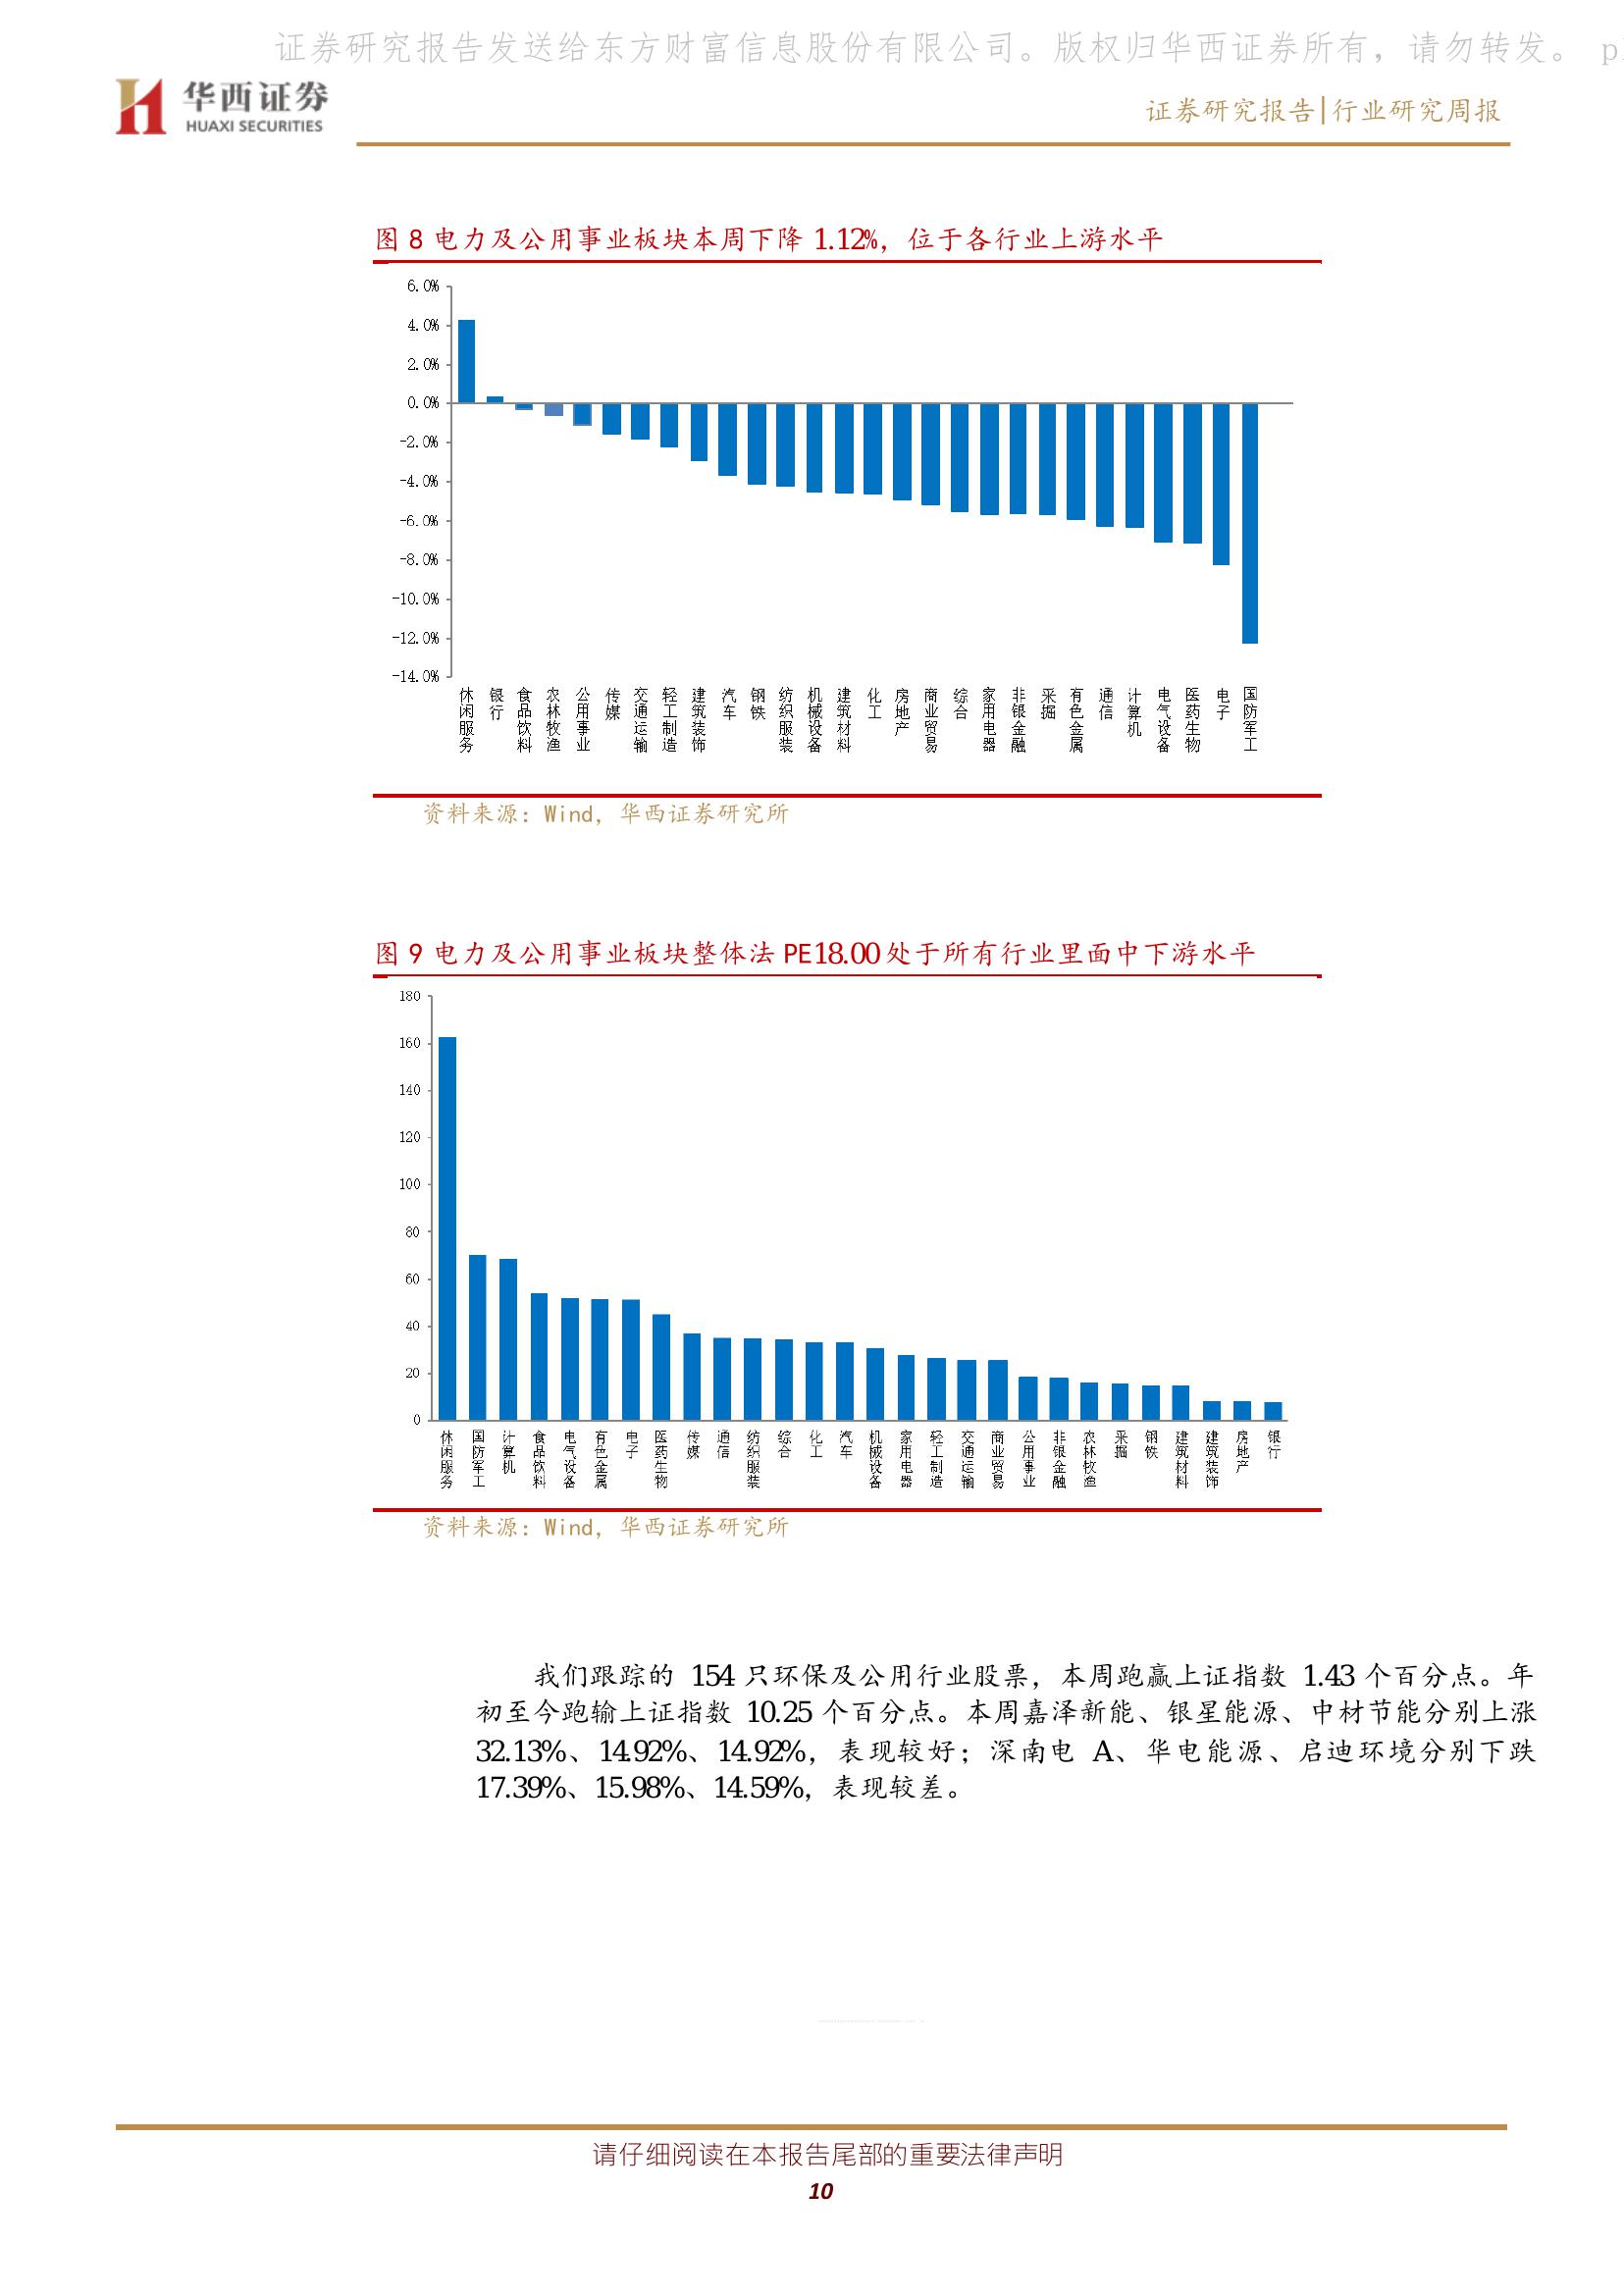 证券研究报告发送给东方财富信息股份有限公司。版权归华西证券所有，请勿转发。 p
华西证券
HUAXI SECURITIES
证券研究报告|行业研究周报
图 8 电力及公用事业板块本周下降 1.12%，位于各行业上游水平
6.0%
4.0%
2.0%
0.0%
-2.0%
-4.0%
-6.0%
-8.0%
-10.0%
-12.0%
-14.0%
休闲服务
银行
食品饮料
农林牧渔
公用事业
传媒
交通运输
轻工制造
建筑装饰
汽车
钢铁
纺织服装
机械设备
建筑材料
化工
房地产
商业贸易
综合
家用电器
非银金融
采掘
有色金属
通信
计算机
电气设备
医药生物
电子
国防军工
资料来源：Wind，华西证券研究所
图 9 电力及公用事业板块整体法 PE18.00 处于所有行业里面中下游水平
180
160
140
120
100
80
60
40
20
0
休闲服务
国防军工
计算机
食品饮料
电气设备
有色金属
电子
医药生物
传媒
通信
纺织服装
综合
化工
汽车
机械设备
家用电器
轻工制造
交通运输
商业贸易
公用事业
非银金融
农林牧渔
采掘
钢铁
建筑材料
建筑装饰
房地产
银行
资料来源：Wind，华西证券研究所
我们跟踪的 154 只环保及公用行业股票，本周跑赢上证指数 1.43 个百分点。年
初至今跑输上证指数 10.25 个百分点。本周嘉泽新能、银星能源、中材节能分别上涨
32.13%、14.92%、14.92%，表现较好；深南电 A、华电能源、启迪环境分别下跌
17.39%、15.98%、14.59%，表现较差。
请仔细阅读在本报告尾部的重要法律声明
10